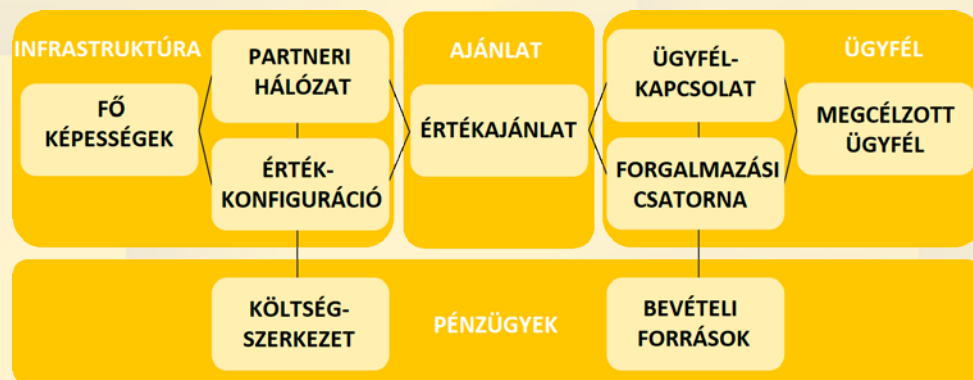 INFRASTRUKTÚRA
FŐ
KÉPESSÉGEK
PARTNERI
HÁLÓZAT
ÉRTÉK-
KONFIGURÁCIÓ
AJÁNLAT
ÉRTÉKAJÁNLAT
ÜGYFÉL
ÜGYFÉL-
KAPCSOLAT
FORGALMAZÁSI
CSATORNA
MEGCÉLZOTT
ÜGYFÉL
KÖLTSÉG-
SZERKEZET
PÉNZÜGYEK
BEVÉTELI
FORRÁSOK